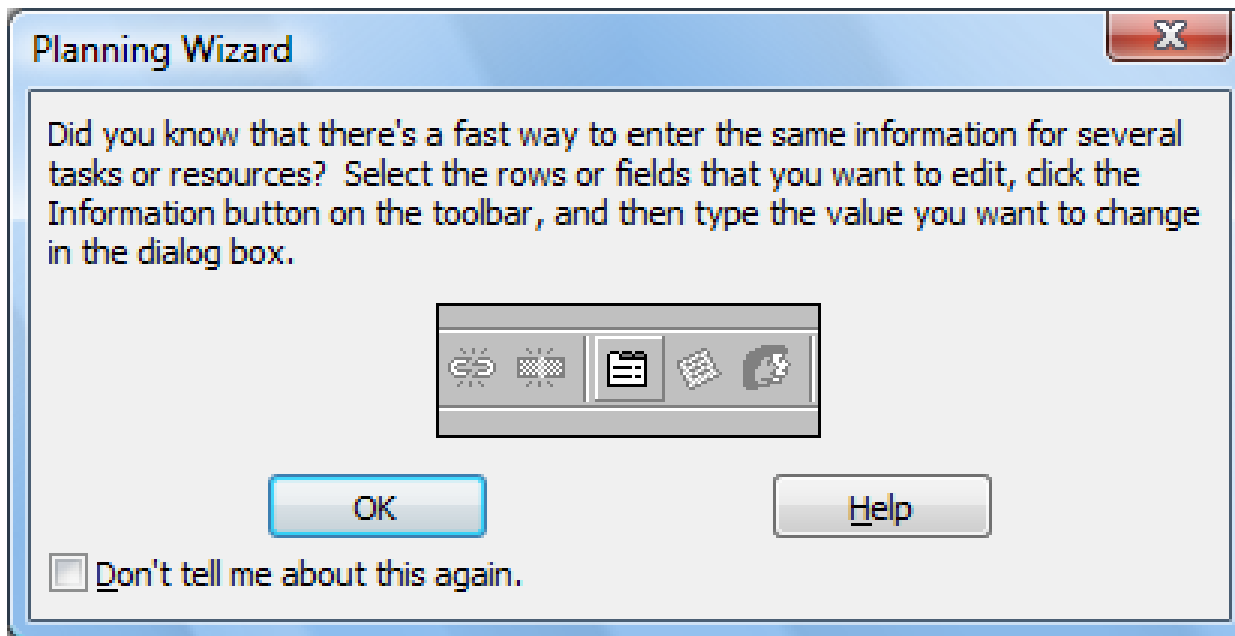 Planning Wizard
Did you know that there's a fast way to enter the same information for several
tasks or resources?  Select the rows or fields that you want to edit, click the
Information button on the toolbar, and then type the value you want to change
in the dialog box.
OK
Help
Don't tell me about this again.